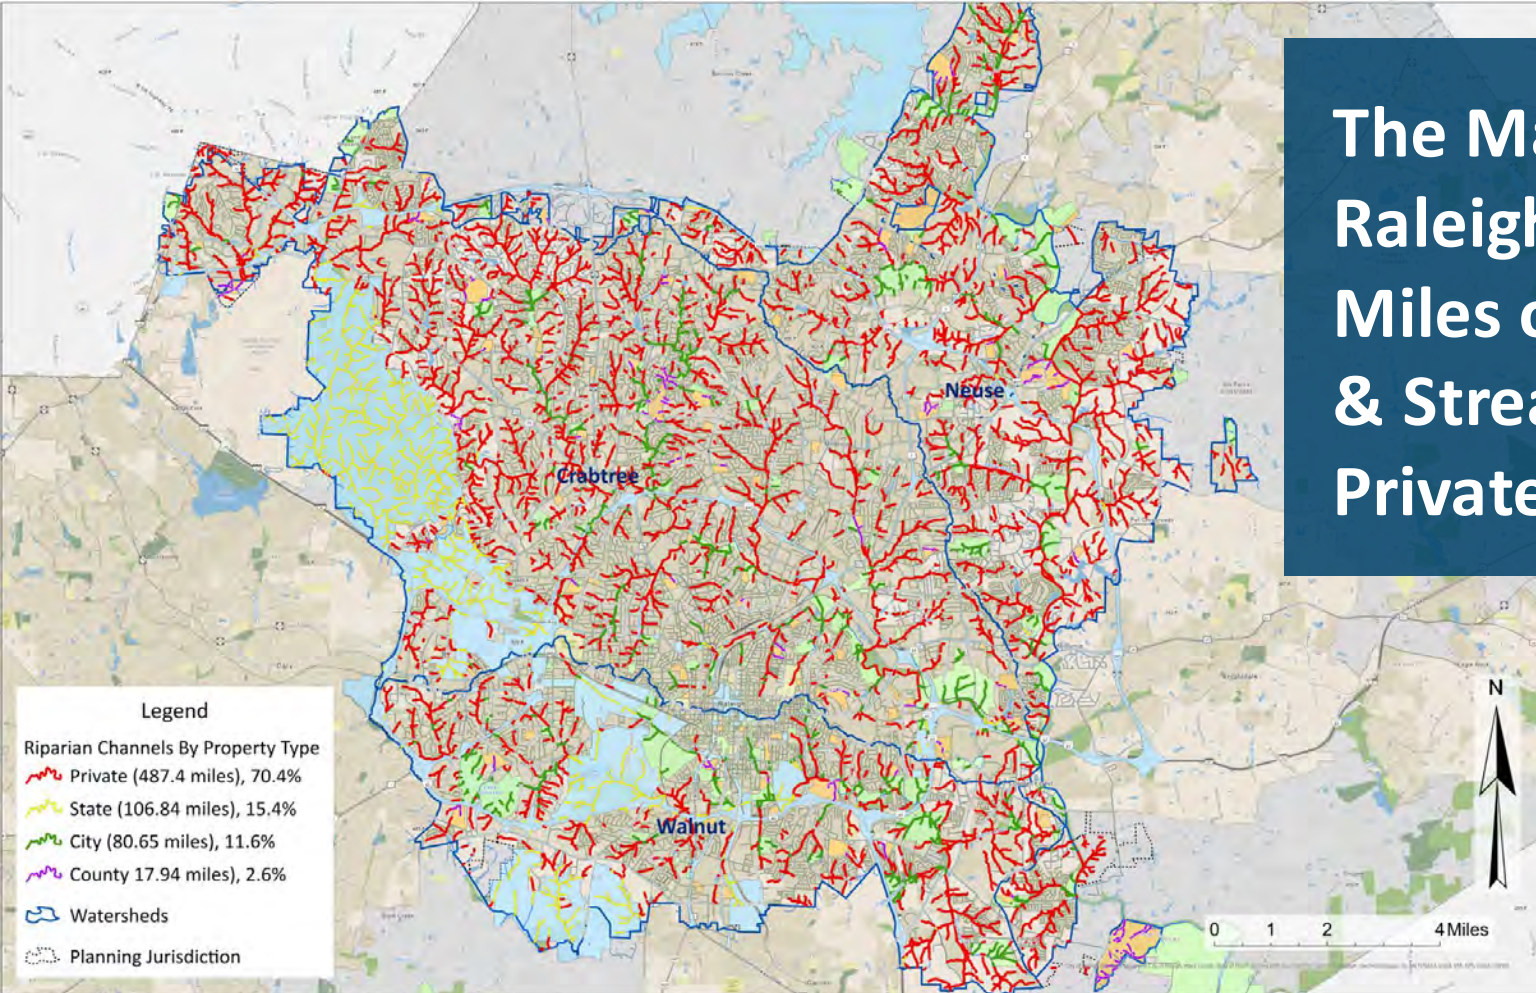 The Ma
Raleigh
Miles o
& Strea
Private
Neuse
Crabtree
Walnut
Raleigh
Legend
Riparian Channels By Property Type
Private (487.4 miles), 70.4%
State (106.84 miles), 15.4%
City (80.65 miles), 11.6%
County 17.94 miles), 2.6%
Watersheds
Planning Jurisdiction
N
0 1 2 4 Miles